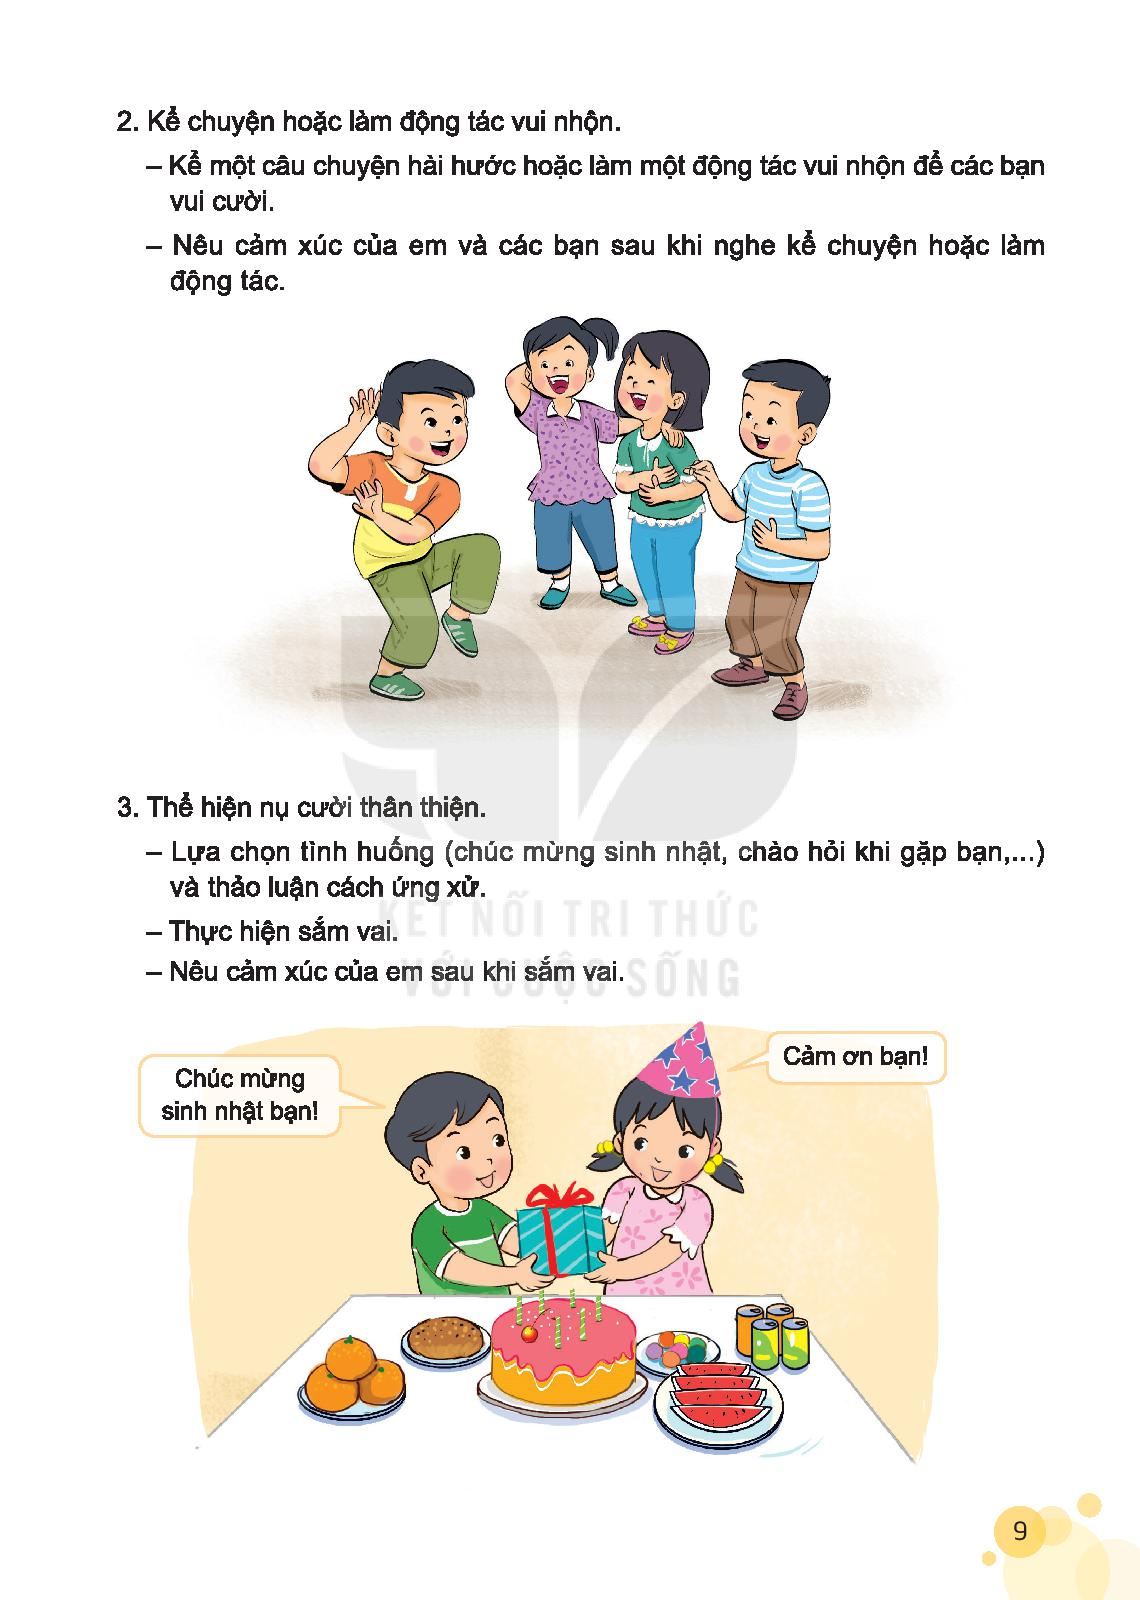 2. Kể chuyện hoặc làm động tác vui nhộn.
– Kể một câu chuyện hài hước hoặc làm một động tác vui nhộn để các bạn
vui cười.
– Nêu cảm xúc của em và các bạn sau khi nghe kể chuyện hoặc làm
động tác.
3. Thể hiện nụ cười thân thiện.
– Lựa chọn tình huống (chúc mừng sinh nhật, chào hỏi khi gặp bạn,...)
và thảo luận cách ứng xử.
– Thực hiện sắm vai.
– Nêu cảm xúc của em sau khi sắm vai.
KẾT NỐI TRI THỨC
VỚI CUỘC SỐNG
Chúc mừng
sinh nhật bạn!
Cảm ơn bạn!
9